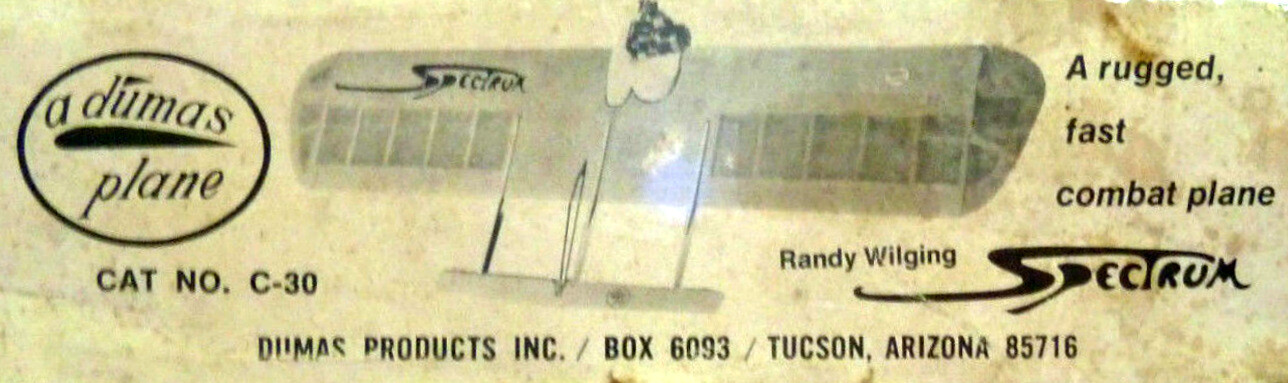 a dumas
plane
CAT NO. C-30
SPECTRUM
A rugged,
fast
combat plane
Randy Wilging SPECTRUM
DUMAS PRODUCTS INC. / BOX 6093 / TUCSON, ARIZONA 85716